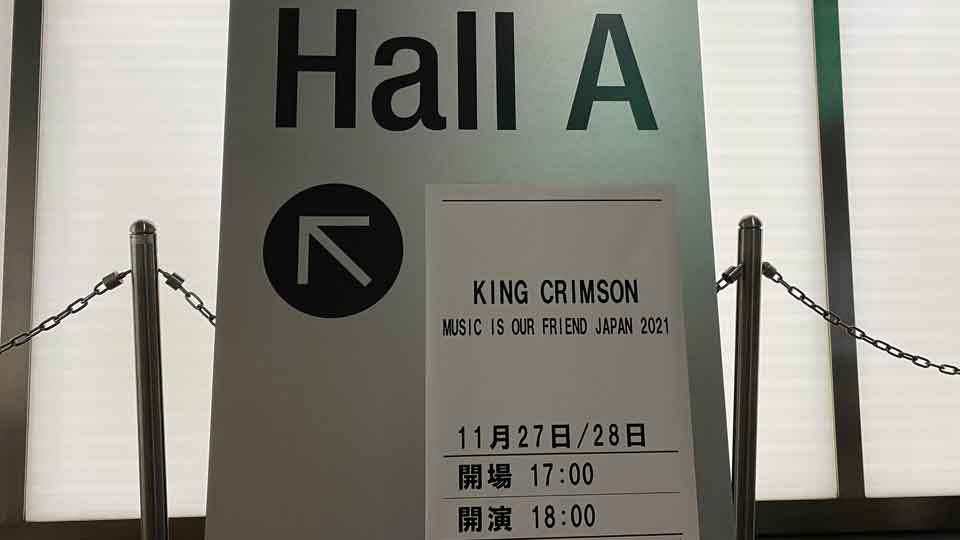 Hall A
KING CRIMSON
MUSIC IS OUR FRIEND JAPAN 2021
11月27日/28日
開場 17:00
開演 18:00